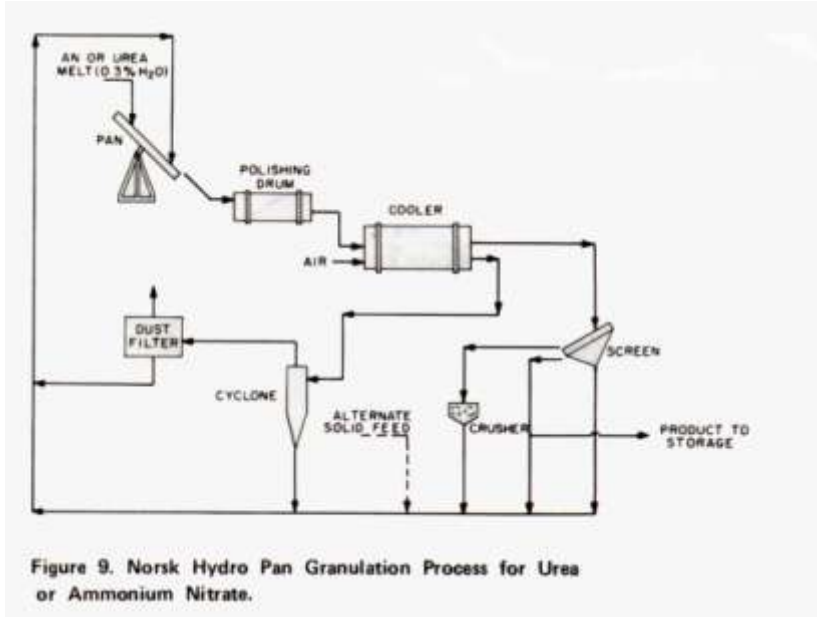 AN OR UREA
MELT(0.3% H2O)
PAN
POLISHING
DRUM
COOLER
AIR
DUST
FILTER
SCREEN
CYCLONE
ALTERNATE
SOLID FEED
CRUSHER
PRODUCT TO
STORAGE
Figure 9. Norsk Hydro Pan Granulation Process for Urea
or Ammonium Nitrate.